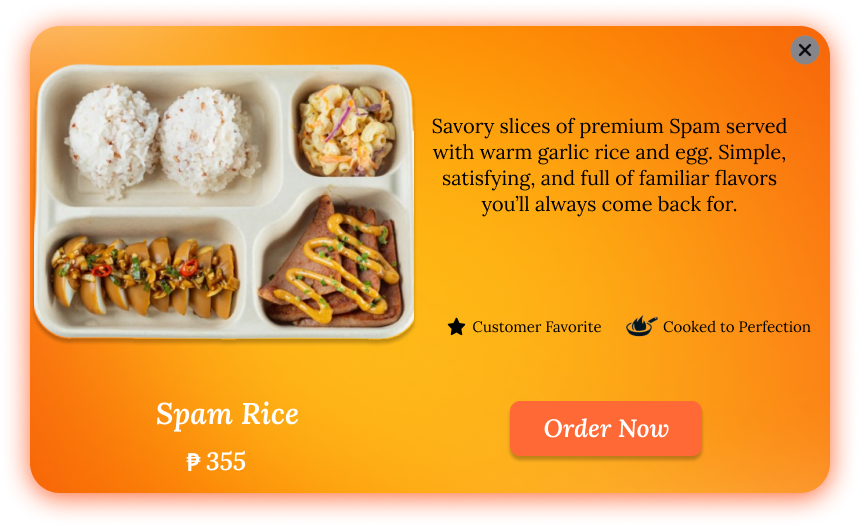 Savory slices of premium Spam served
with warm garlic rice and egg. Simple,
satisfying, and full of familiar flavors
you’ll always come back for.
Customer Favorite
Cooked to Perfection
Spam Rice
₱ 355
Order Now